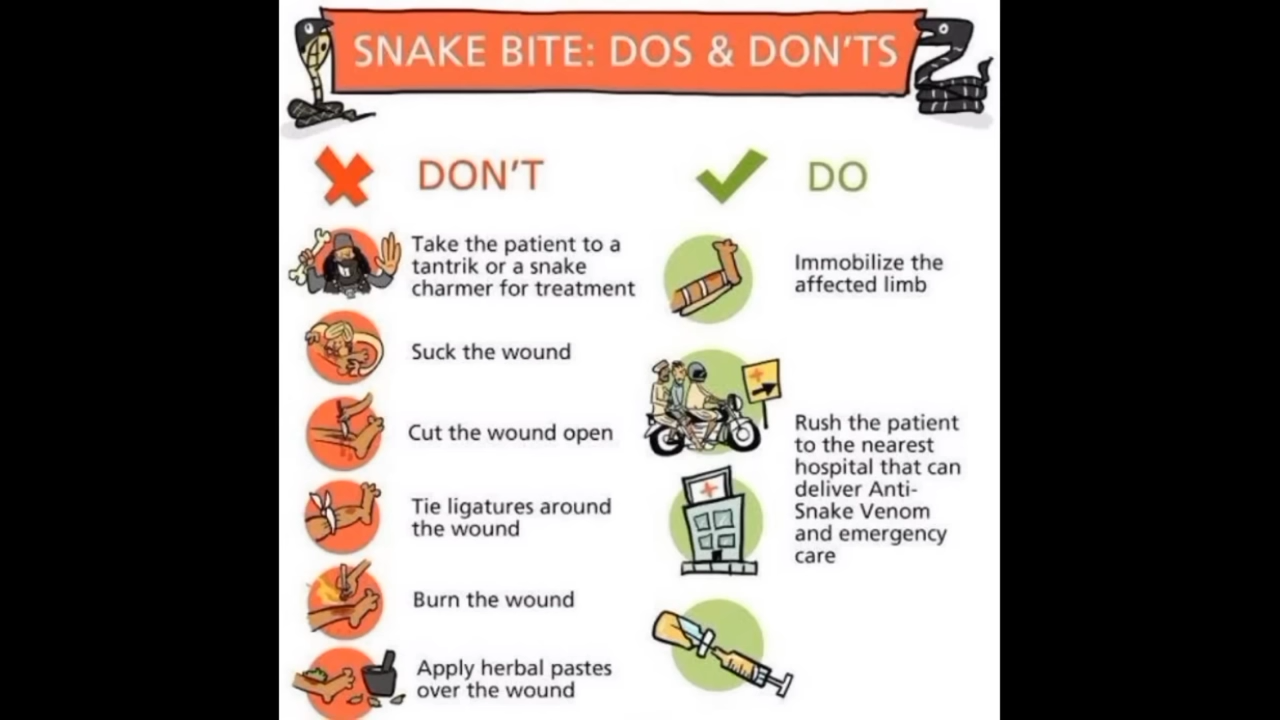 SNAKE BITE: DOS & DON'TS
DON'T
Take the patient to a
tantrik or a snake
charmer for treatment
Suck the wound
Cut the wound open
Tie ligatures around
the wound
Burn the wound
Apply herbal pastes
over the wound
DO
Immobilize the
affected limb
Rush the patient
to the nearest
hospital that can
deliver Anti-
Snake Venom
and emergency
care